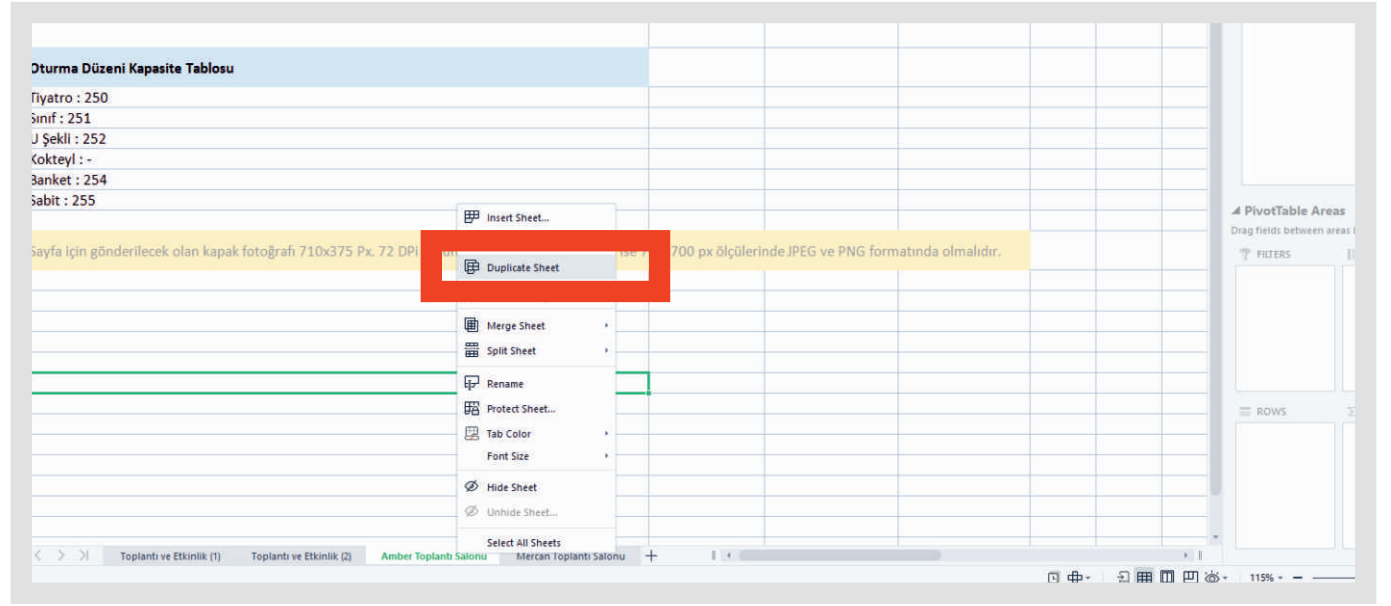 Oturma Düzeni Kapasite Tablosu
Tiyatro : 250
Sınıf : 251
U Şekli : 252
Kokteyl : -
Banket : 254
Sabit : 255
Insert Sheet...
Sayfa için gönderilecek olan kapak fotoğrafı 710x375 Px. 72 DPi
ise 700 px ölçülerinde JPEG ve PNG formatında olmalıdır.
Duplicate Sheet
Merge Sheet
Split Sheet
Rename
Protect Sheet...
Tab Color
Font Size
Hide Sheet
Unhide Sheet...
Select All Sheets
PivotTable Areas
Drag fields between areas
FILTERS
ROWS
Σ
Toplantı ve Etkinlik (1) Toplantı ve Etkinlik (2) Amber Toplantı Salonu Mercan Toplantı Salonu
115%